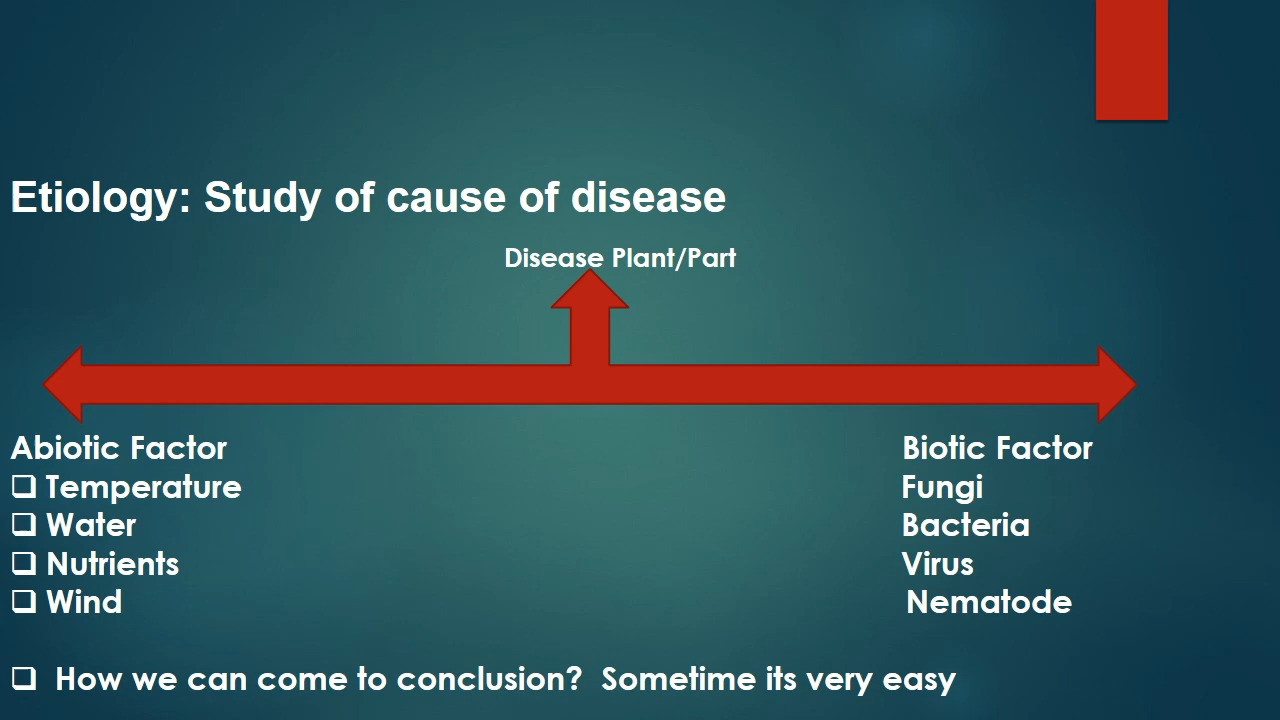 Etiology: Study of cause of disease
Disease Plant/Part
Abiotic Factor
❑ Temperature
❑ Water
❑ Nutrients
❑ Wind
Biotic Factor
Fungi
Bacteria
Virus
Nematode
❑ How we can come to conclusion? Sometime its very easy